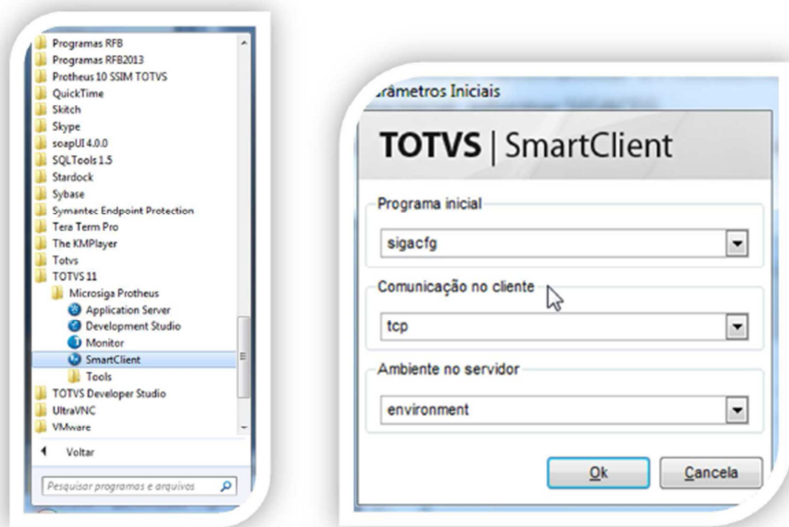 Programas RFB
Programas RFB2013
Protheus 10 SSIM TOTVS
QuickTime
Skitch
Skype
soapUI 4.0.0
SQLTools 1.5
Stardock
Sybase
Symantec Endpoint Protection
Tera Term Pro
The KMPlayer
Totvs
TOTVS 11
Microsiga Protheus
Application Server
Development Studio
Monitor
SmartClient
Tools
TOTVS Developer Studio
UltraVNC
VMware
Voltar
Pesquisar programas e arquivos
arâmetros Iniciais
TOTVS | SmartClient
Programa inicial
sigacfg
Comunicação no cliente
tcp
Ambiente no servidor
environment
Ok Cancela